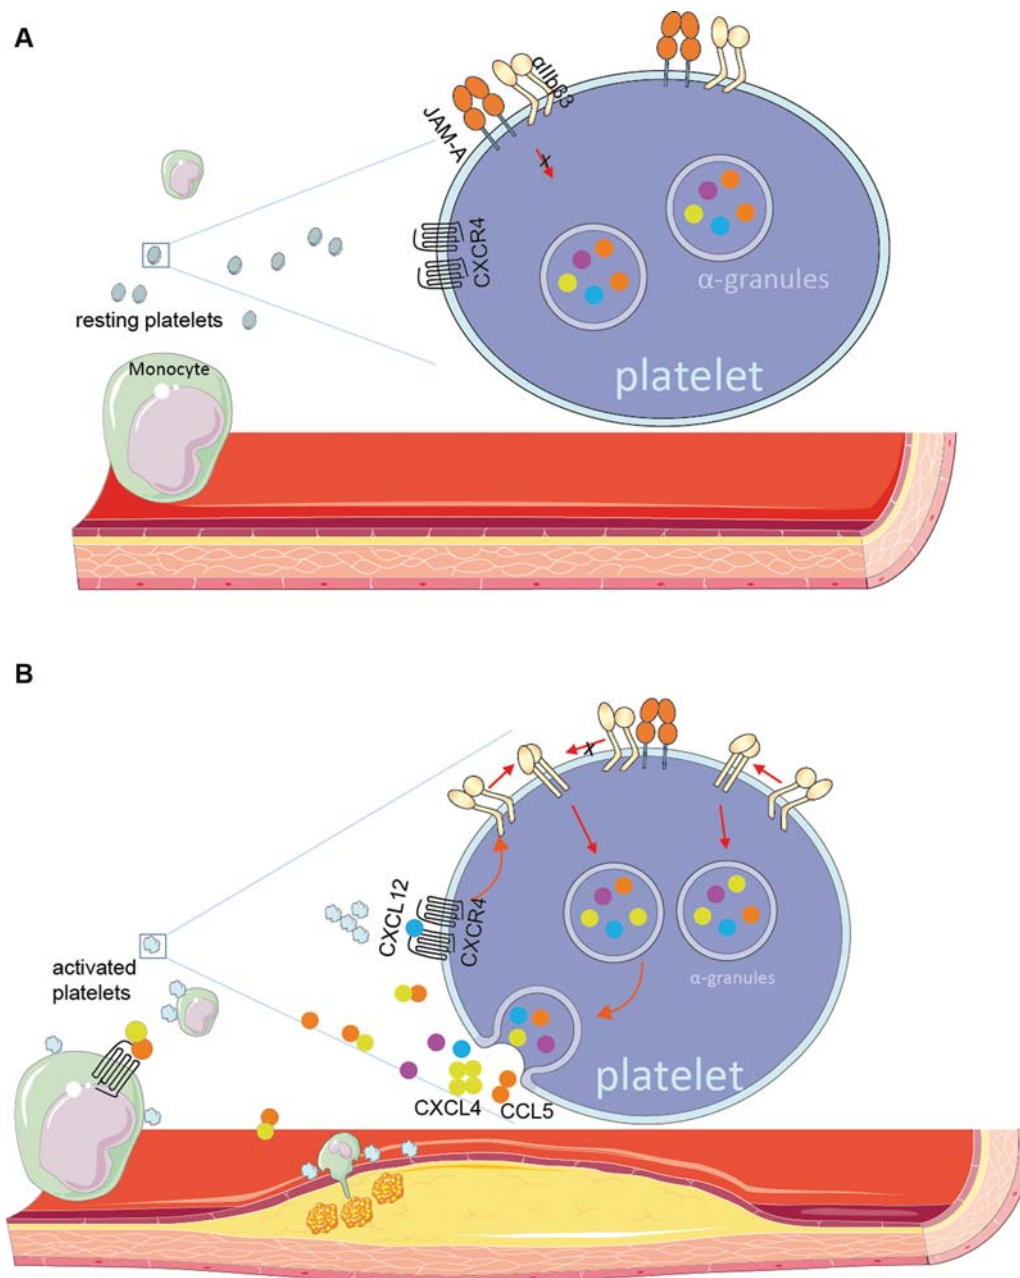 A
αIIbβ3
JAM-A
CXCR4
α-granules
resting platelets
platelet
Monocyte
B
CXCL12
CXCR4
activated
platelets
α-granules
platelet
CXCL4
CCL5